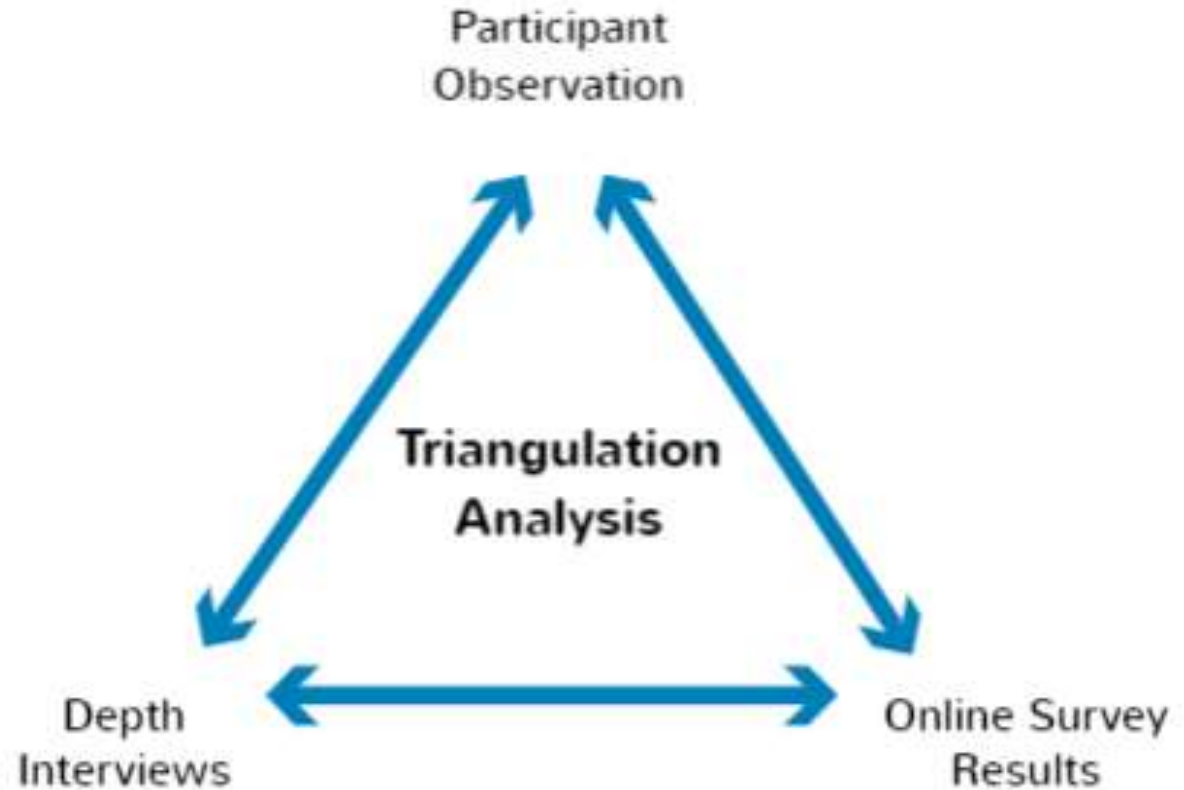 Participant
Observation
Triangulation
Analysis
Depth
Interviews
Online Survey
Results